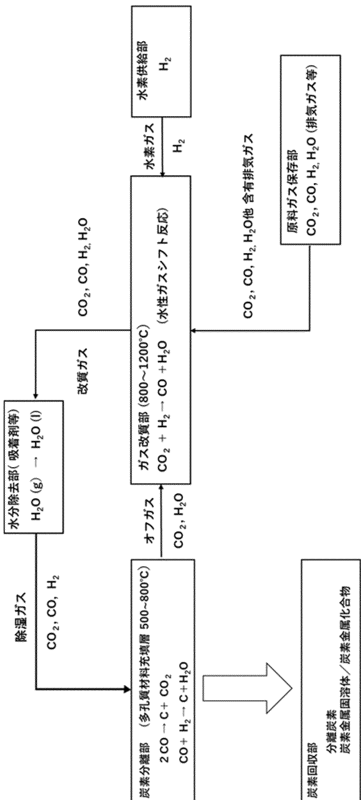 水素供給部
H2
水素ガス
H2
原料ガス保存部
CO2, CO, H2, H2O (排気ガス等)
CO2, CO, H2, H2O他 含有排気ガス
ガス改質部 (800～1200℃)
CO2 + H2→ CO +H2O (水性ガスシフト反応)
CO2, CO, H2, H2O
改質ガス
水分除去部( 吸着剤等)
H2O (g) → H2O (l)
除湿ガス
CO2, CO, H2
オフガス
CO2, H2O
炭素分離部 (多孔質材料充填層 500~800℃)
2 CO→ C+ CO2
CO+ H2→ C+H2O
炭素回収部
分離炭素
炭素金属固溶体／炭素金属化合物